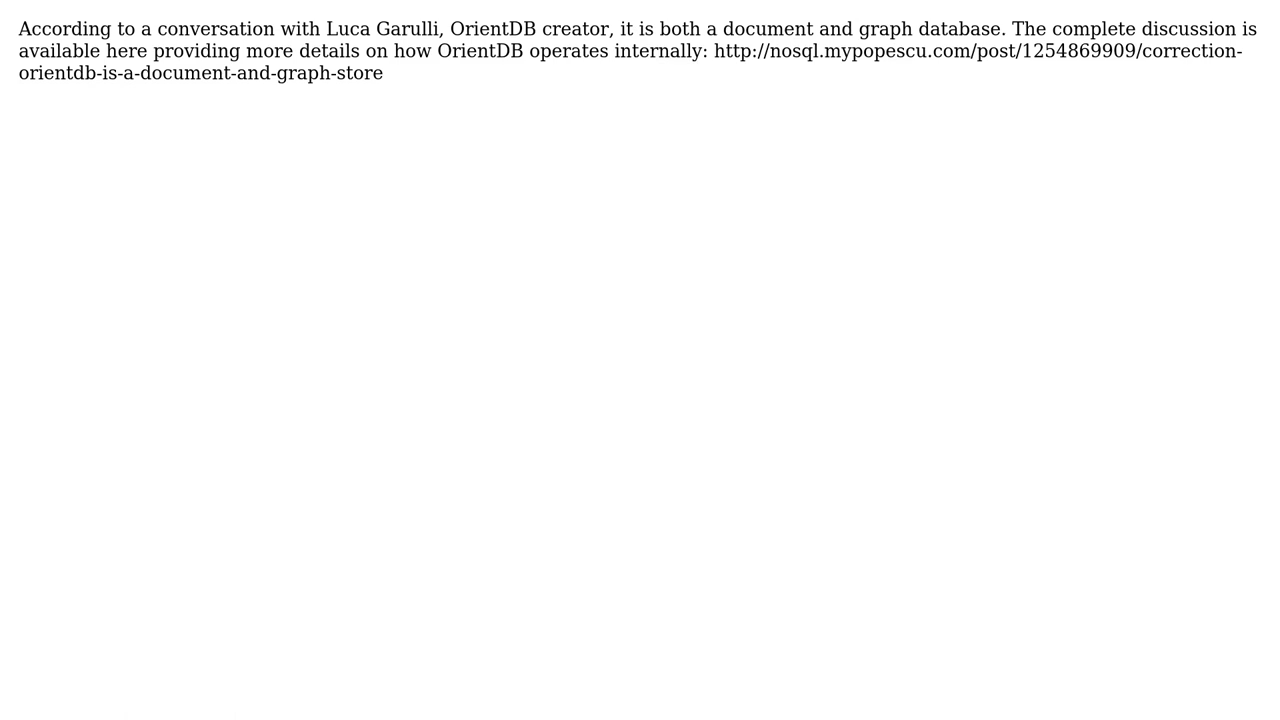 According to a conversation with Luca Garulli, OrientDB creator, it is both a document and graph database. The complete discussion is
available here providing more details on how OrientDB operates internally: http://nosql.mypopescu.com/post/1254869909/correction-
orientdb-is-a-document-and-graph-store